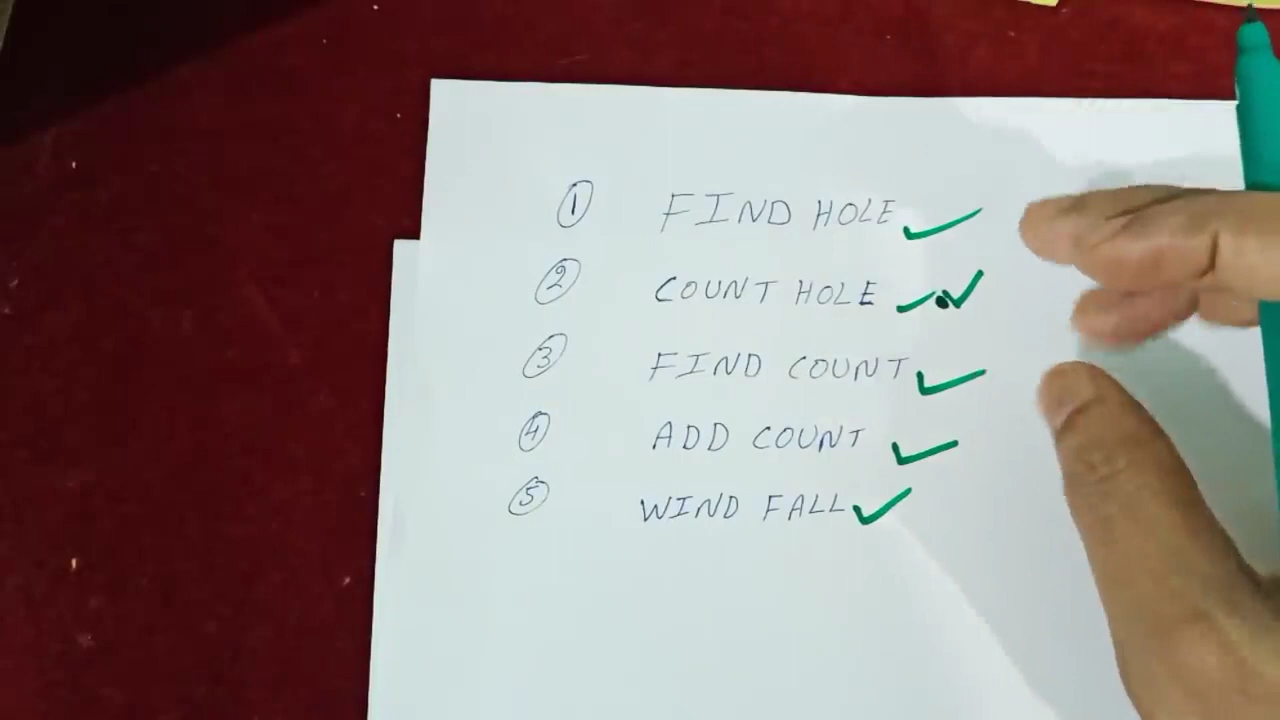 ① FIND HOLE ✓
② COUNT HOLE ✓✓
③ FIND COUNT ✓
④ ADD COUNT ✓
⑤ WIND FALL ✓